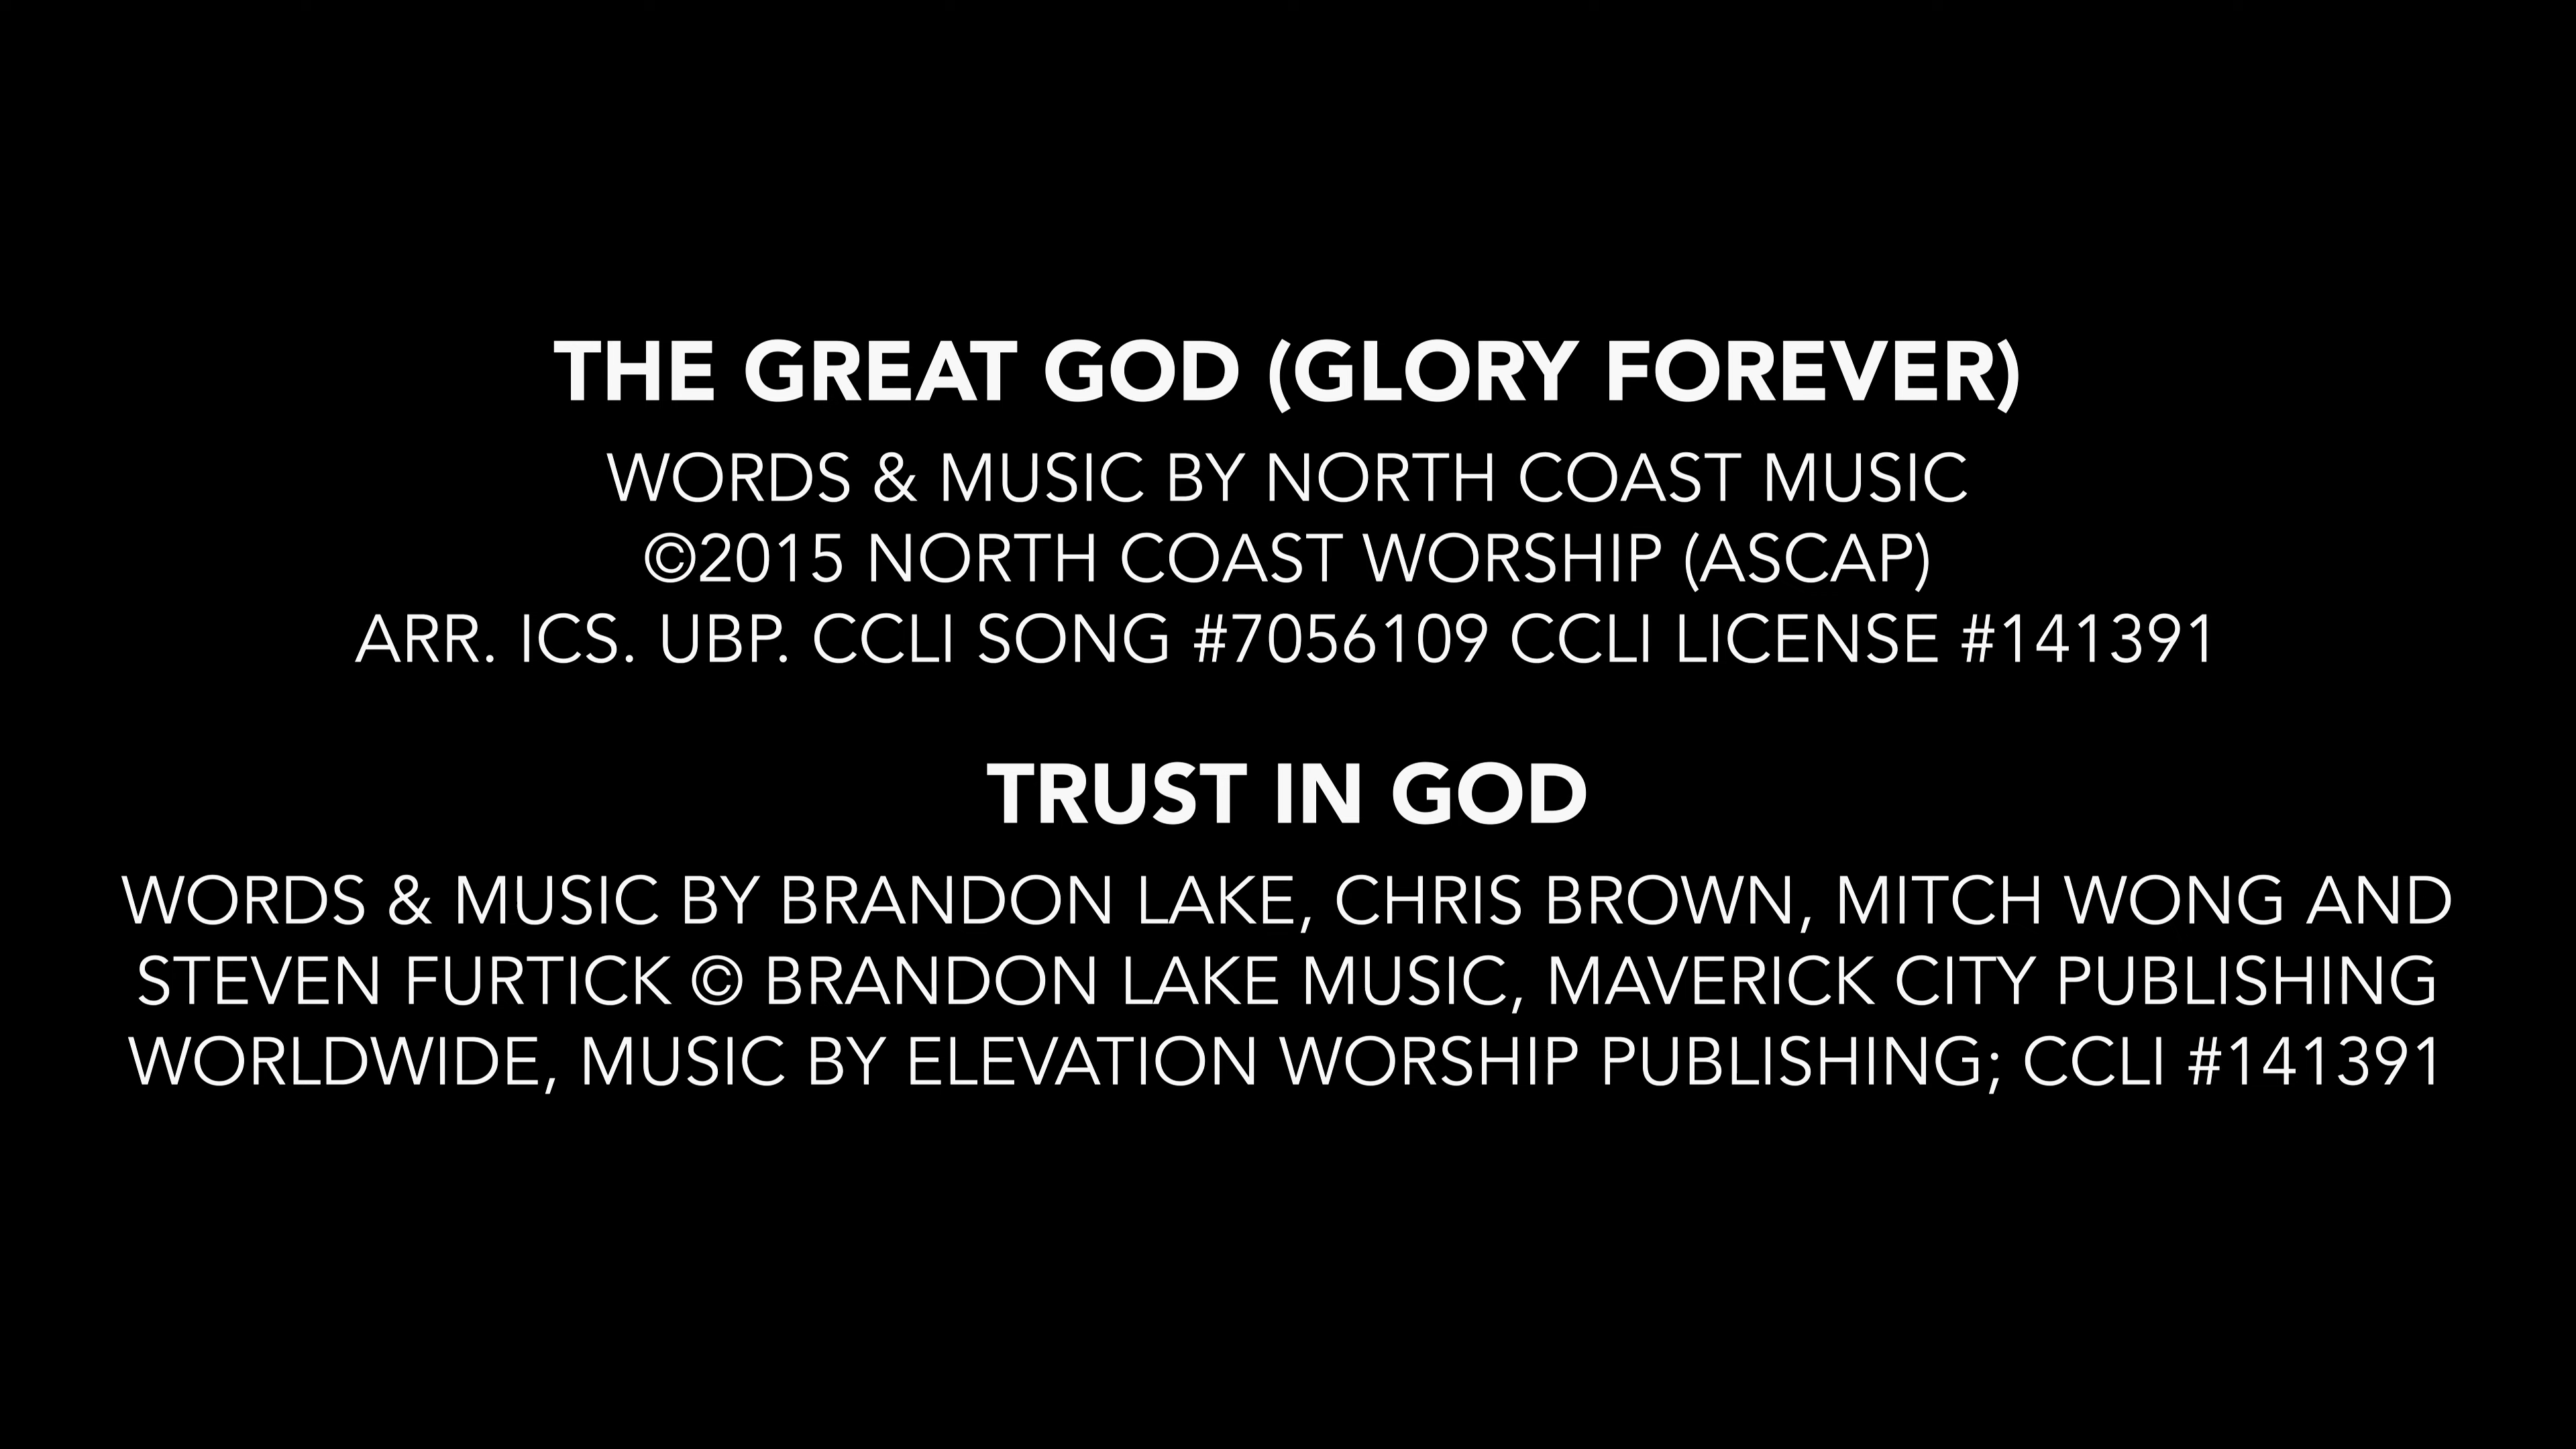 THE GREAT GOD (GLORY FOREVER)
WORDS & MUSIC BY NORTH COAST MUSIC
©2015 NORTH COAST WORSHIP (ASCAP)
ARR. ICS. UBP. CCLI SONG #7056109 CCLI LICENSE #141391
TRUST IN GOD
WORDS & MUSIC BY BRANDON LAKE, CHRIS BROWN, MITCH WONG AND
STEVEN FURTICK © BRANDON LAKE MUSIC, MAVERICK CITY PUBLISHING
WORLDWIDE, MUSIC BY ELEVATION WORSHIP PUBLISHING; CCLI #141391